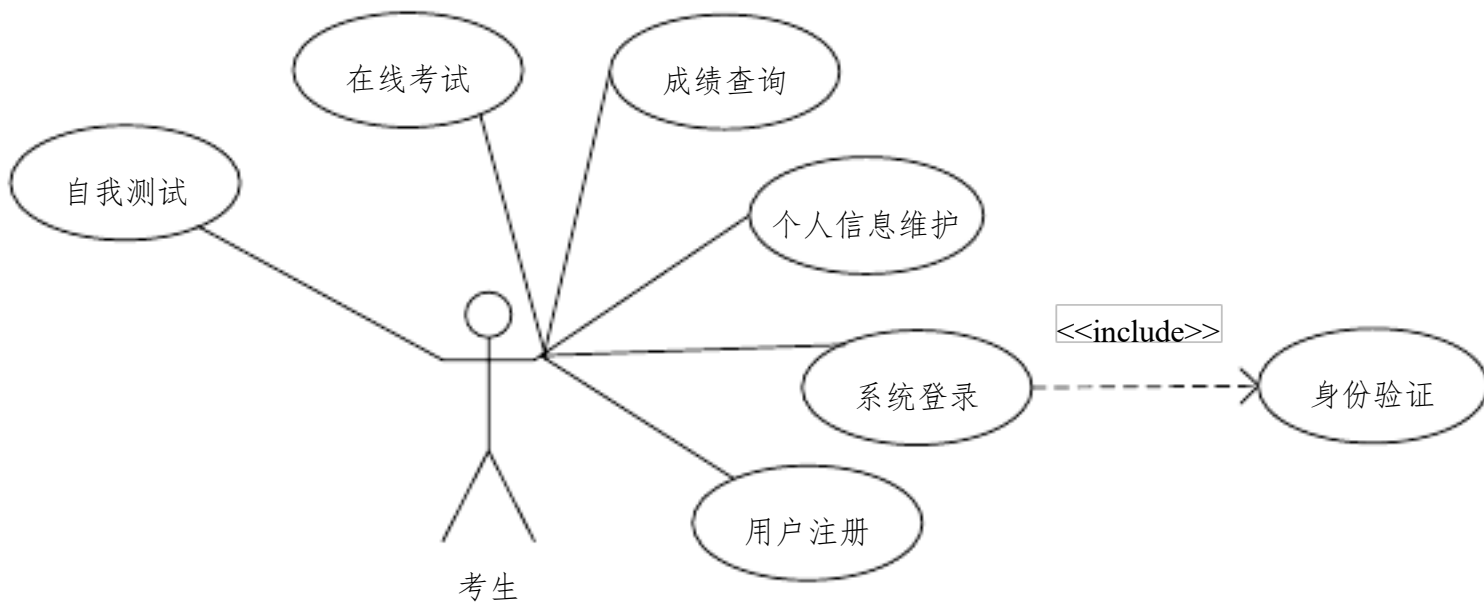 在线考试
成绩查询
自我测试
个人信息维护
<<include>>
系统登录
身份验证
用户注册
考生